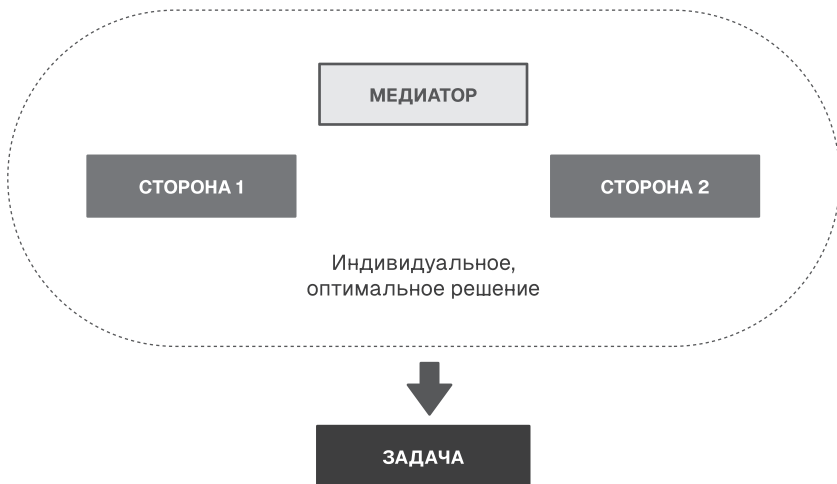 МЕДИАТОР
СТОРОНА 1
СТОРОНА 2
Индивидуальное,
оптимальное решение
ЗАДАЧА